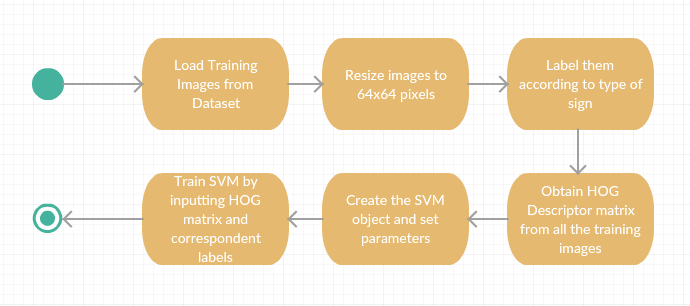 Load Training
Images from
Dataset
Resize images to
64x64 pixels
Label them
according to type of
sign
Obtain HOG
Descriptor matrix
from all the training
images
Create the SVM
object and set
parameters
Train SVM by
inputting HOG
matrix and
correspondent
labels